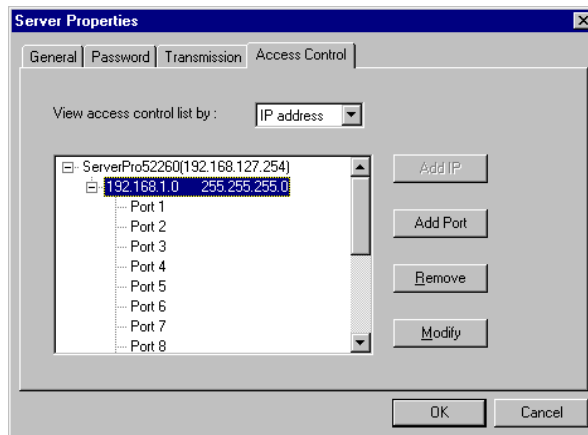 Server Properties
General Password Transmission Access Control
View access control list by : IP address
ServerPro52260(192.168.127.254)
192.168.1.0 255.255.255.0
Port 1
Port 2
Port 3
Port 4
Port 5
Port 6
Port 7
Port 8
Add IP
Add Port
Remove
Modify
OK Cancel